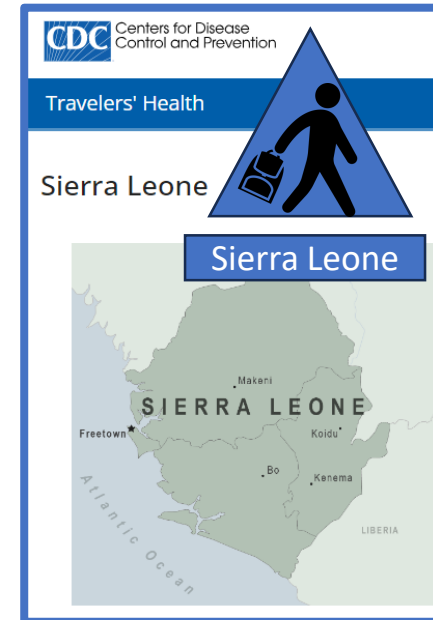 CDC Centers for Disease
Control and Prevention
Travelers' Health
Sierra Leone
Sierra Leone
Makeni
SIERRA LEONE
Freetown
Koidu
Bo
Kenema
LIBERIA
Atlantic Ocean